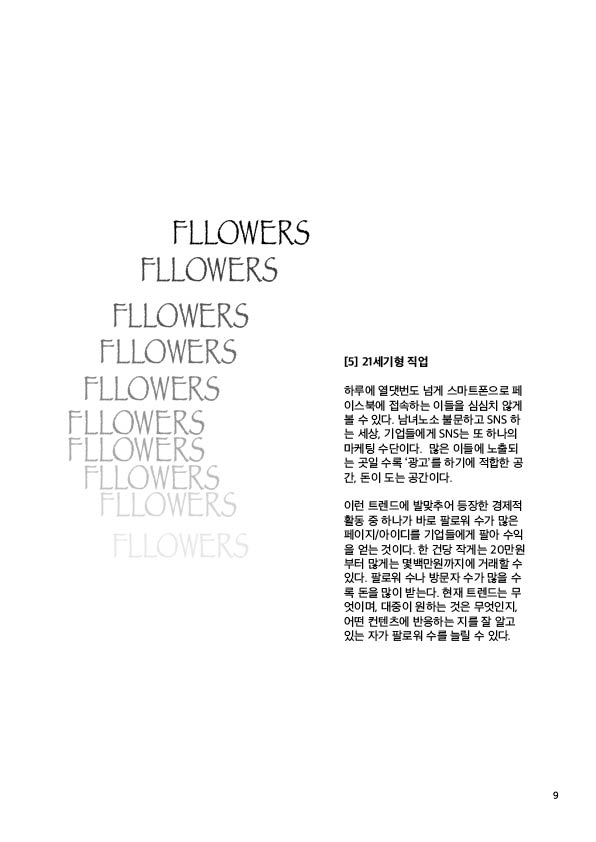 FLLOWERS
FLLOWERS
FLLOWERS
FLLOWERS
FLLOWERS
FLLOWERS
FLLOWERS
FLLOWERS
FLLOWERS
FLLOWERS
[5] 21세기형 직업
하루에 열댓번도 넘게 스마트폰으로 페
이스북에 접속하는 이들을 심심치 않게
볼 수 있다. 남녀노소 불문하고 SNS 하
는 세상, 기업들에게 SNS는 또 하나의
마케팅 수단이다. 많은 이들에 노출되
는 곳일 수록 '광고'를 하기에 적합한 공
간, 돈이 도는 공간이다.
이런 트렌드에 발맞추어 등장한 경제적
활동 중 하나가 바로 팔로워 수가 많은
페이지/아이디를 기업들에게 팔아 수익
을 얻는 것이다. 한 건당 작게는 20만원
부터 많게는 몇백만원까지에 거래할 수
있다. 팔로워 수나 방문자 수가 많을 수
록 돈을 많이 받는다. 현재 트렌드는 무
엇이며, 대중이 원하는 것은 무엇인지,
어떤 컨텐츠에 반응하는 지를 잘 알고
있는 자가 팔로워 수를 늘릴 수 있다.
9